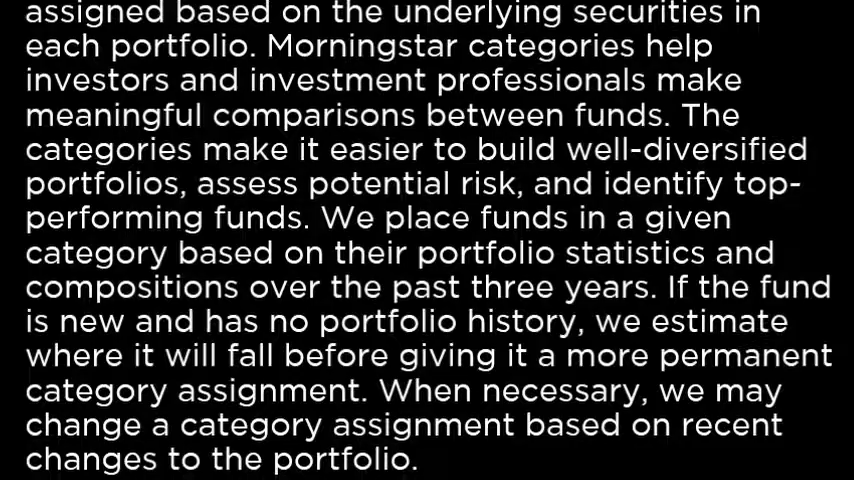 assigned based on the underlying securities in
each portfolio. Morningstar categories help
investors and investment professionals make
meaningful comparisons between funds. The
categories make it easier to build well-diversified
portfolios, assess potential risk, and identify top-
performing funds. We place funds in a given
category based on their portfolio statistics and
compositions over the past three years. If the fund
is new and has no portfolio history, we estimate
where it will fall before giving it a more permanent
category assignment. When necessary, we may
change a category assignment based on recent
changes to the portfolio.